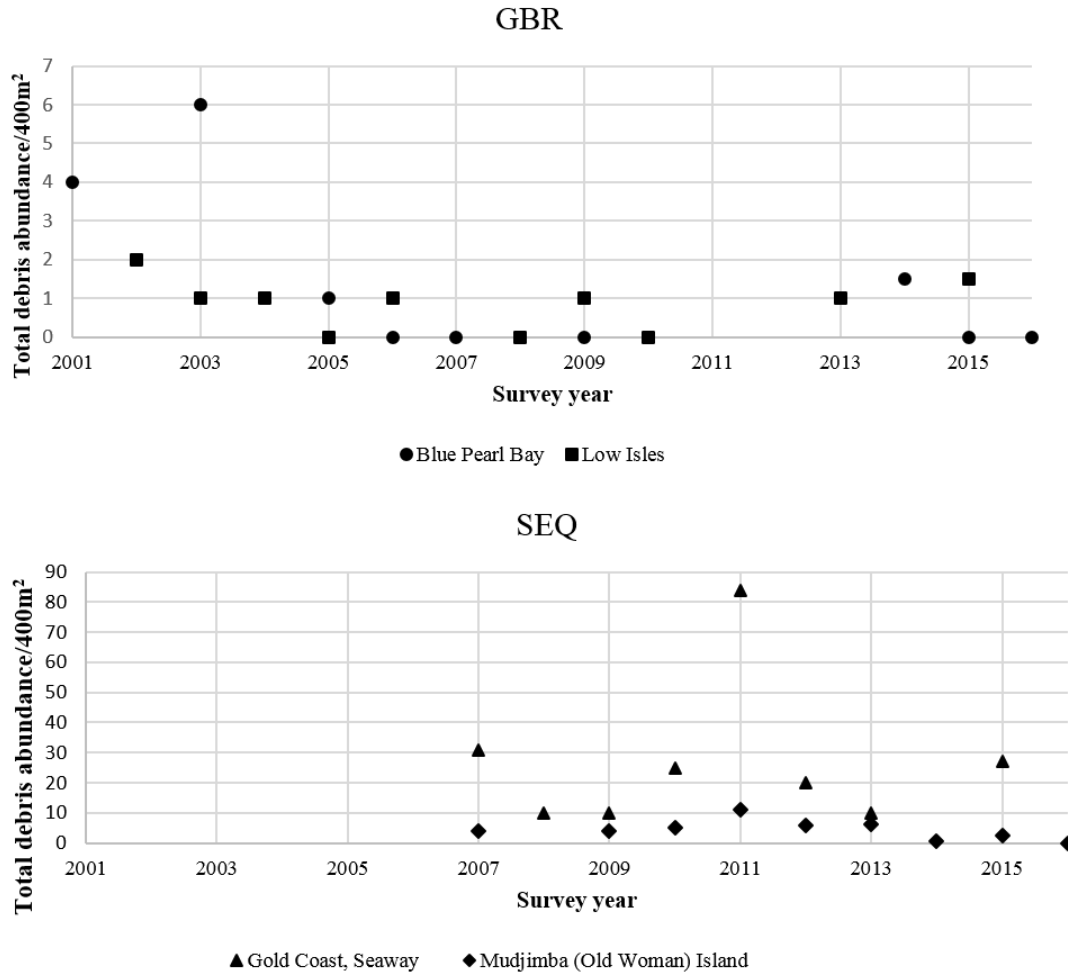 GBR
Total debris abundance/400m²
7
6
5
4
3
2
1
0
2001 2003 2005 2007 2009 2011 2013 2015
Survey year
Blue Pearl Bay Low Isles
SEQ
Total debris abundance/400m²
90
80
70
60
50
40
30
20
10
0
2001 2003 2005 2007 2009 2011 2013 2015
Survey year
Gold Coast, Seaway Mudjimba (Old Woman) Island